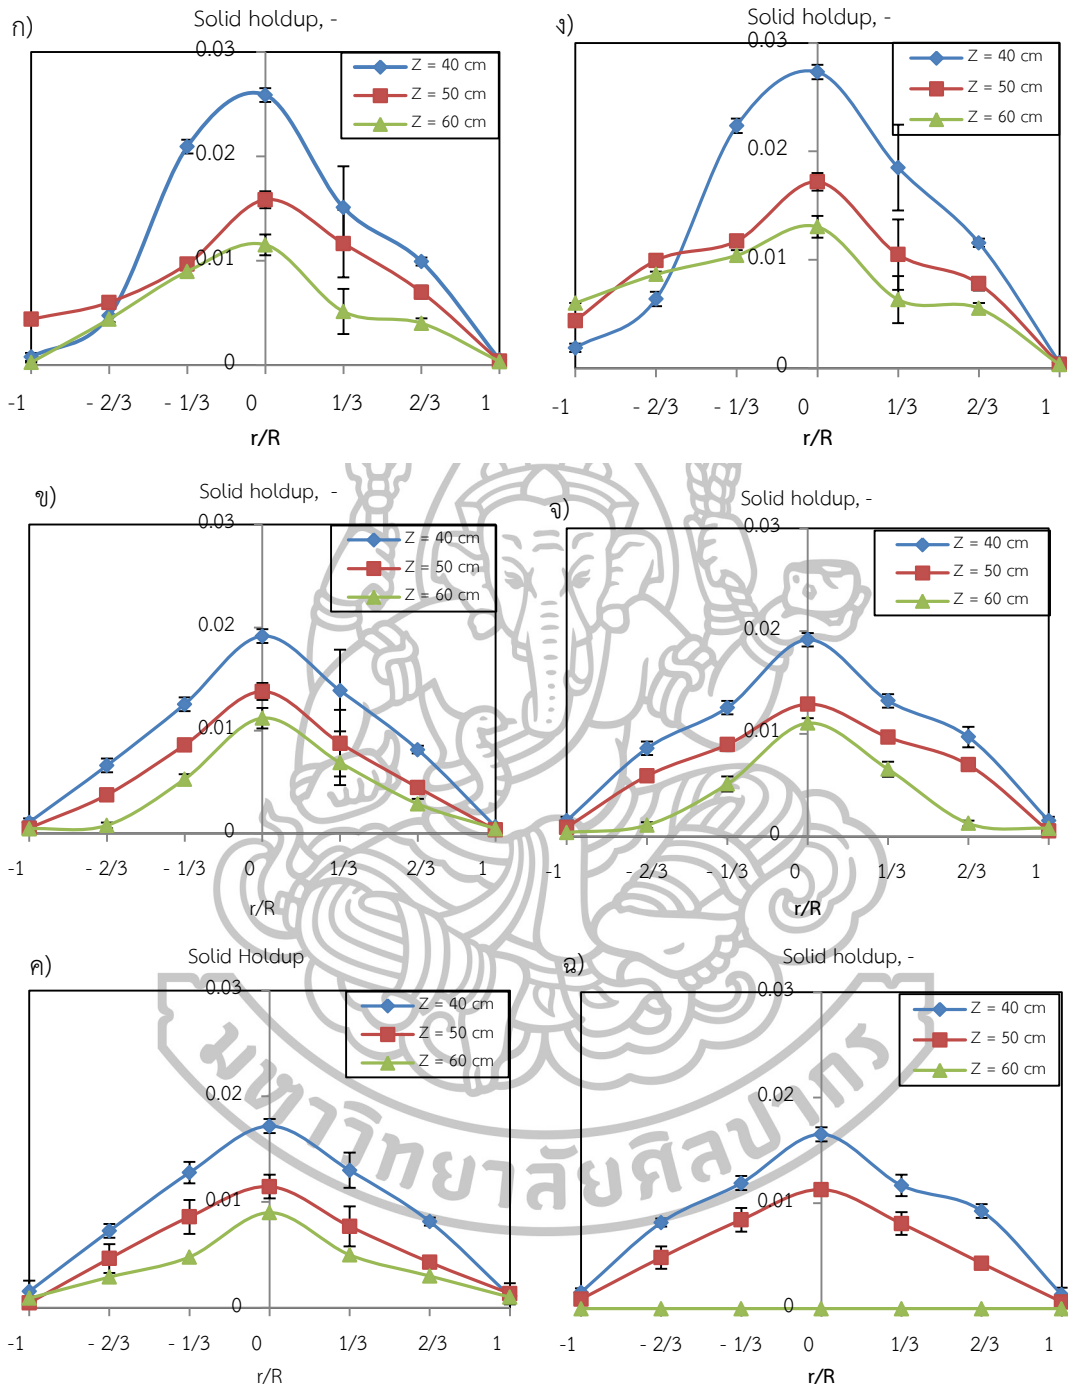 ก)
Solid holdup, -
0.03
0.02
0.01
0
Z = 40 cm
Z = 50 cm
Z = 60 cm
-1 - 2/3 - 1/3 0 1/3 2/3 1
r/R
ง)
Solid holdup, -
0.03
0.02
0.01
0
Z = 40 cm
Z = 50 cm
Z = 60 cm
-1 - 2/3 - 1/3 0 1/3 2/3 1
r/R
ข)
Solid holdup, -
0.03
0.02
0.01
0
Z = 40 cm
Z = 50 cm
Z = 60 cm
-1 - 2/3 - 1/3 0 1/3 2/3 1
r/R
จ)
Solid holdup, -
0.03
0.02
0.01
0
Z = 40 cm
Z = 50 cm
Z = 60 cm
-1 - 2/3 - 1/3 0 1/3 2/3 1
r/R
ค)
Solid Holdup
0.03
0.02
0.01
0
Z = 40 cm
Z = 50 cm
Z = 60 cm
-1 - 2/3 - 1/3 0 1/3 2/3 1
r/R
ฉ)
Solid holdup, -
0.03
0.02
0.01
0
Z = 40 cm
Z = 50 cm
Z = 60 cm
-1 - 2/3 - 1/3 0 1/3 2/3 1
r/R
มหาวิทยาลัยศิลปากร